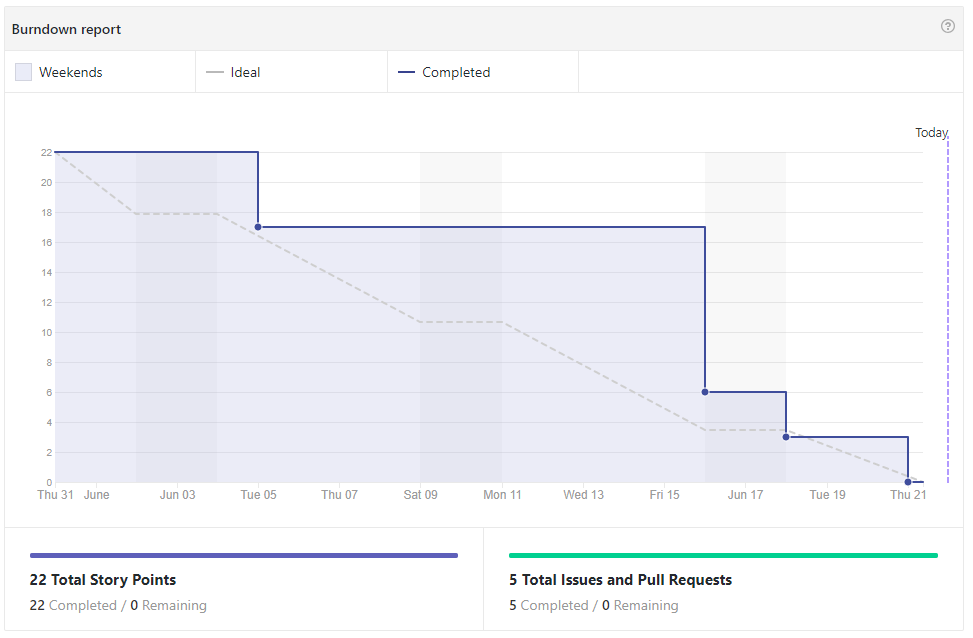 Burndown report
?
Weekends
Ideal
Completed
Today
22
20
18
16
14
12
10
8
6
4
2
0
Thu 31 June Jun 03 Tue 05 Thu 07 Sat 09 Mon 11 Wed 13 Fri 15 Jun 17 Tue 19 Thu 21
22 Total Story Points
22 Completed / 0 Remaining
5 Total Issues and Pull Requests
5 Completed / 0 Remaining